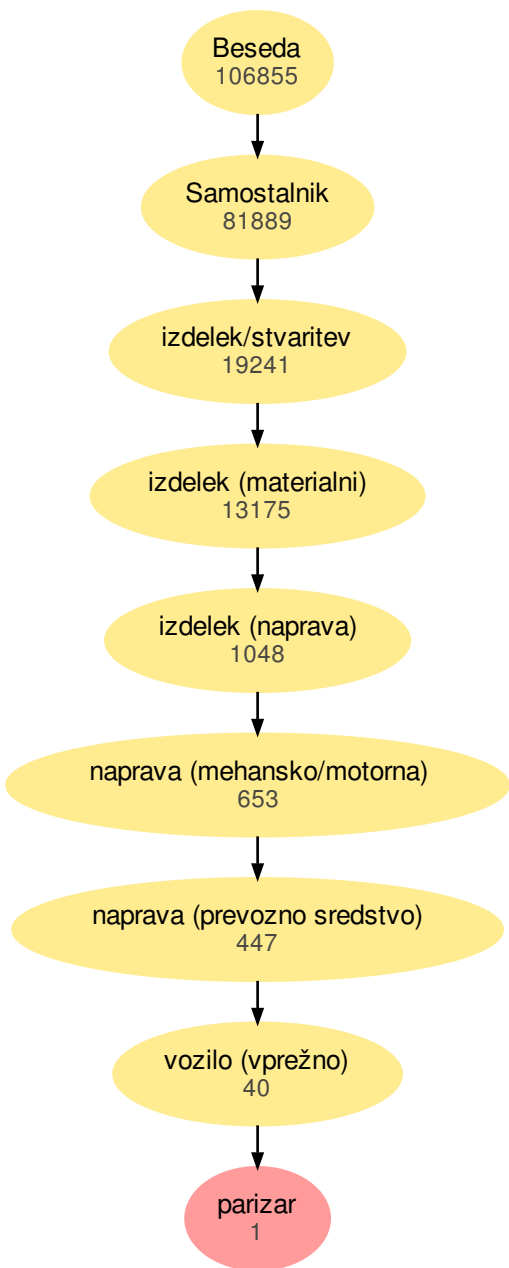 Beseda
106855
Samostalnik
81889
izdelek/stvaritev
19241
izdelek (materialni)
13175
izdelek (naprava)
1048
naprava (mehansko/motorna)
653
naprava (prevozno sredstvo)
447
vozilo (vprežno)
40
parizar
1